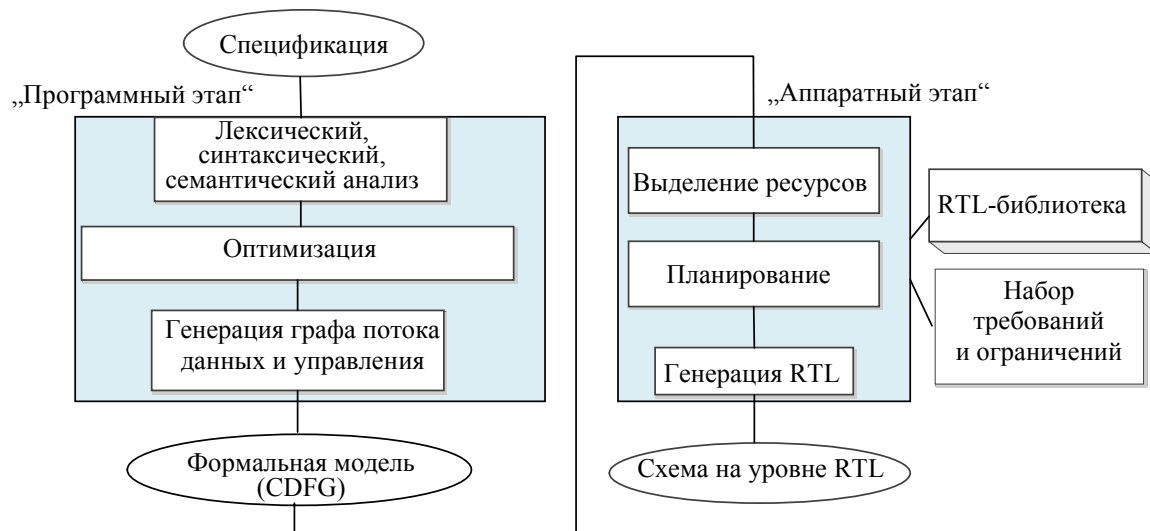 Спецификация
„Программный этап“
Лексический,
синтаксический,
семантический анализ
Оптимизация
Генерация графа потока
данных и управления
Формальная модель
(CDFG)
„Аппаратный этап“
Выделение ресурсов
Планирование
Генерация RTL
Схема на уровне RTL
RTL-библиотека
Набор
требований
и ограничений